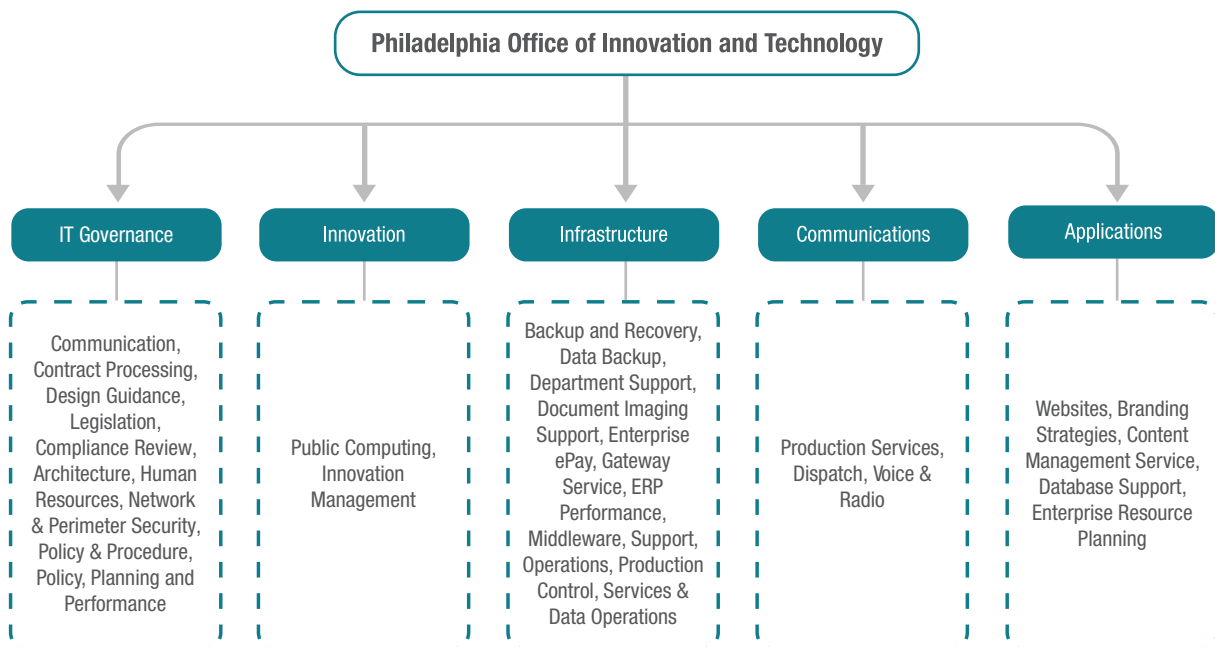 Philadelphia Office of Innovation and Technology
IT Governance
Innovation
Infrastructure
Communications
Applications
Communication,
Contract Processing,
Design Guidance,
Legislation,
Compliance Review,
Architecture, Human
Resources, Network
& Perimeter Security,
Policy & Procedure,
Policy, Planning and
Performance
Public Computing,
Innovation
Management
Backup and Recovery,
Data Backup,
Department Support,
Document Imaging
Support, Enterprise
ePay, Gateway
Service, ERP
Performance,
Middleware, Support,
Operations, Production
Control, Services &
Data Operations
Production Services,
Dispatch, Voice &
Radio
Websites, Branding
Strategies, Content
Management Service,
Database Support,
Enterprise Resource
Planning